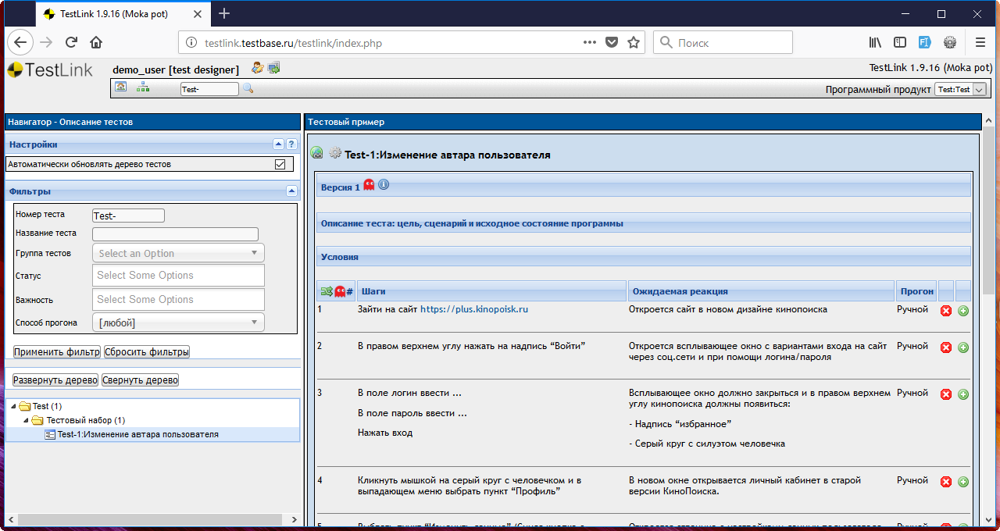 TestLink 1.9.16 (Moka pot)
testlink.testbase.ru/testlink/index.php
Поиск
TestLink
demo_user [test designer]
TestLink 1.9.16 (Moka pot)
Test-
Программный продукт
Test:Test
Навигатор - Описание тестов
Настройки
?
Автоматически обновлять дерево тестов
Фильтры
Номер теста
Test-
Название теста
Группа тестов
Select an Option
Статус
Select Some Options
Важность
Select Some Options
Способ прогона
[любой]
Применить фильтр
Сбросить фильтры
Развернуть дерево
Свернуть дерево
Test (1)
Тестовый набор (1)
Test-1:Изменение автара пользователя
Тестовый пример
Test-1:Изменение автара пользователя
Версия 1
Описание теста: цель, сценарий и исходное состояние программы
Условия
#
Шаги
Ожидаемая реакция
Прогон
1
Зайти на сайт https://plus.kinopoisk.ru
Откроется сайт в новом дизайне кинопоиска
Ручной
2
В правом верхнем углу нажать на надпись “Войти”
Откроется всплывающее окно с вариантами входа на сайт
через соц.сети и при помощи логина/пароля
Ручной
3
В поле логин ввести ...
В поле пароль ввести ...
Нажать вход
Всплывающее окно должно закрыться и в правом верхнем
углу кинопоиска должны появиться:
- Надпись “избранное”
- Серый круг с силуэтом человечка
Ручной
4
Кликнуть мышкой на серый круг с человечком и в
выпадающем меню выбрать пункт “Профиль”
В новом окне открывается личный кабинет в старой
версии КиноПоиска.
Ручной